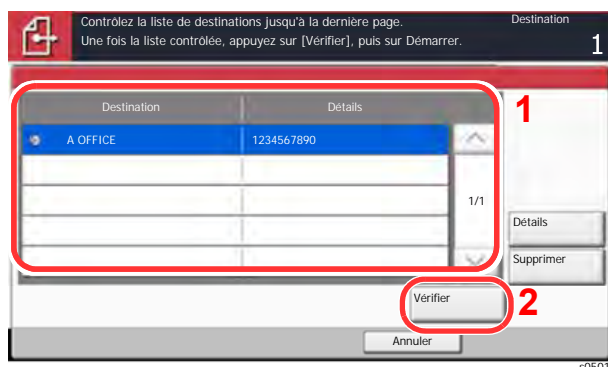 Contrôlez la liste de destinations jusqu'à la dernière page.
Une fois la liste contrôlée, appuyez sur [Vérifier], puis sur Démarrer.
Destination
1
Destination Détails
1
A OFFICE 1234567890
1/1
Détails
Supprimer
Vérifier
2
Annuler